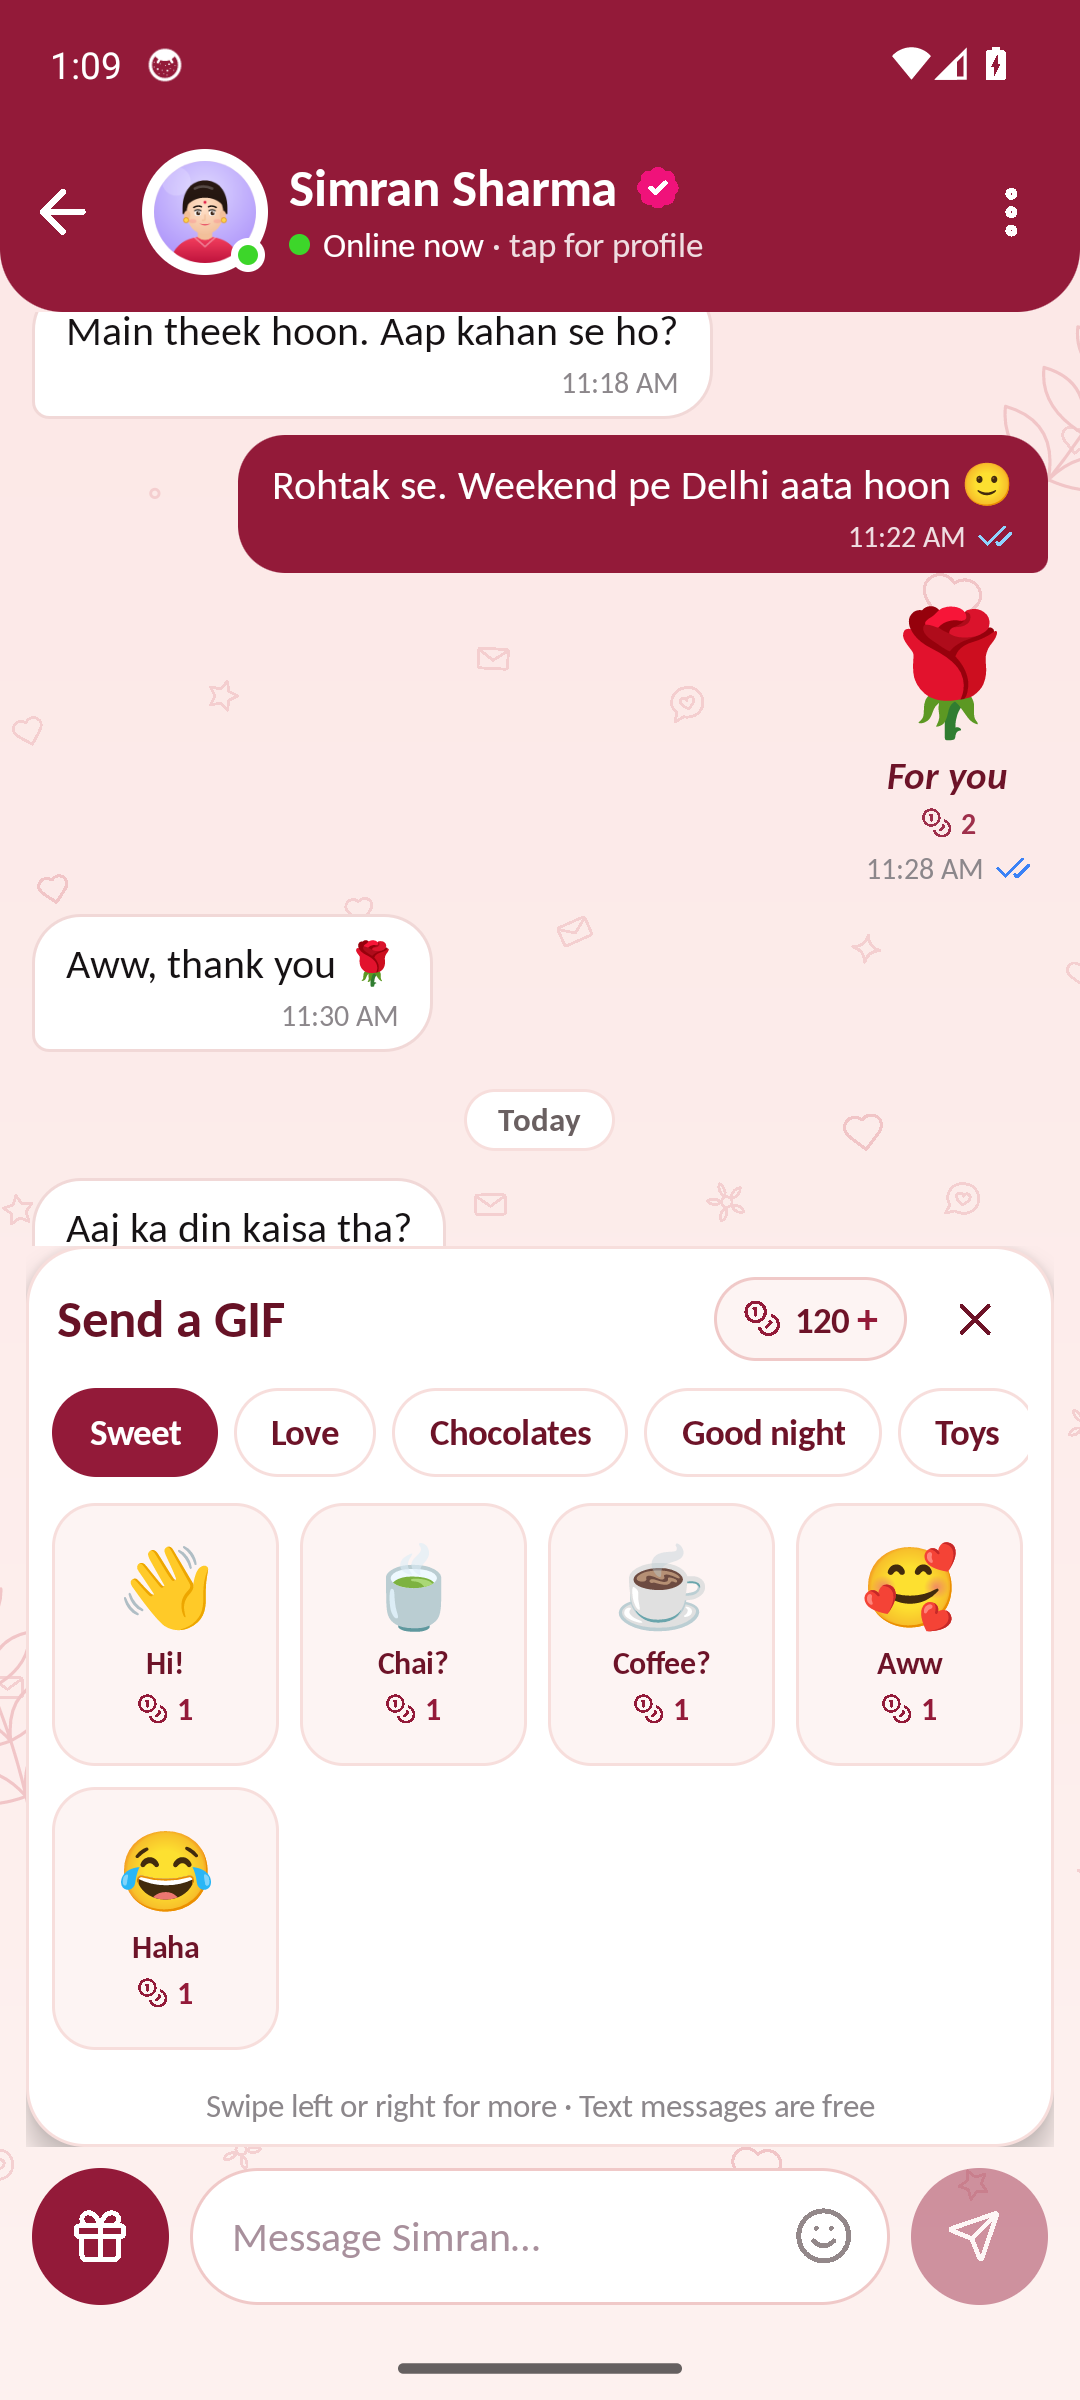 1:09
Simran Sharma
Online now · tap for profile
Main theek hoon. Aap kahan se ho?
11:18 AM
Rohtak se. Weekend pe Delhi aata hoon 🙂
11:22 AM
For you
2
11:28 AM
Aww, thank you 🌹
11:30 AM
Today
Aaj ka din kaisa tha?
Send a GIF
120 +
Sweet Love Chocolates Good night Toys
Hi! Chai? Coffee? Aww
1 1 1 1
Haha
1
Swipe left or right for more · Text messages are free
Message Simran...